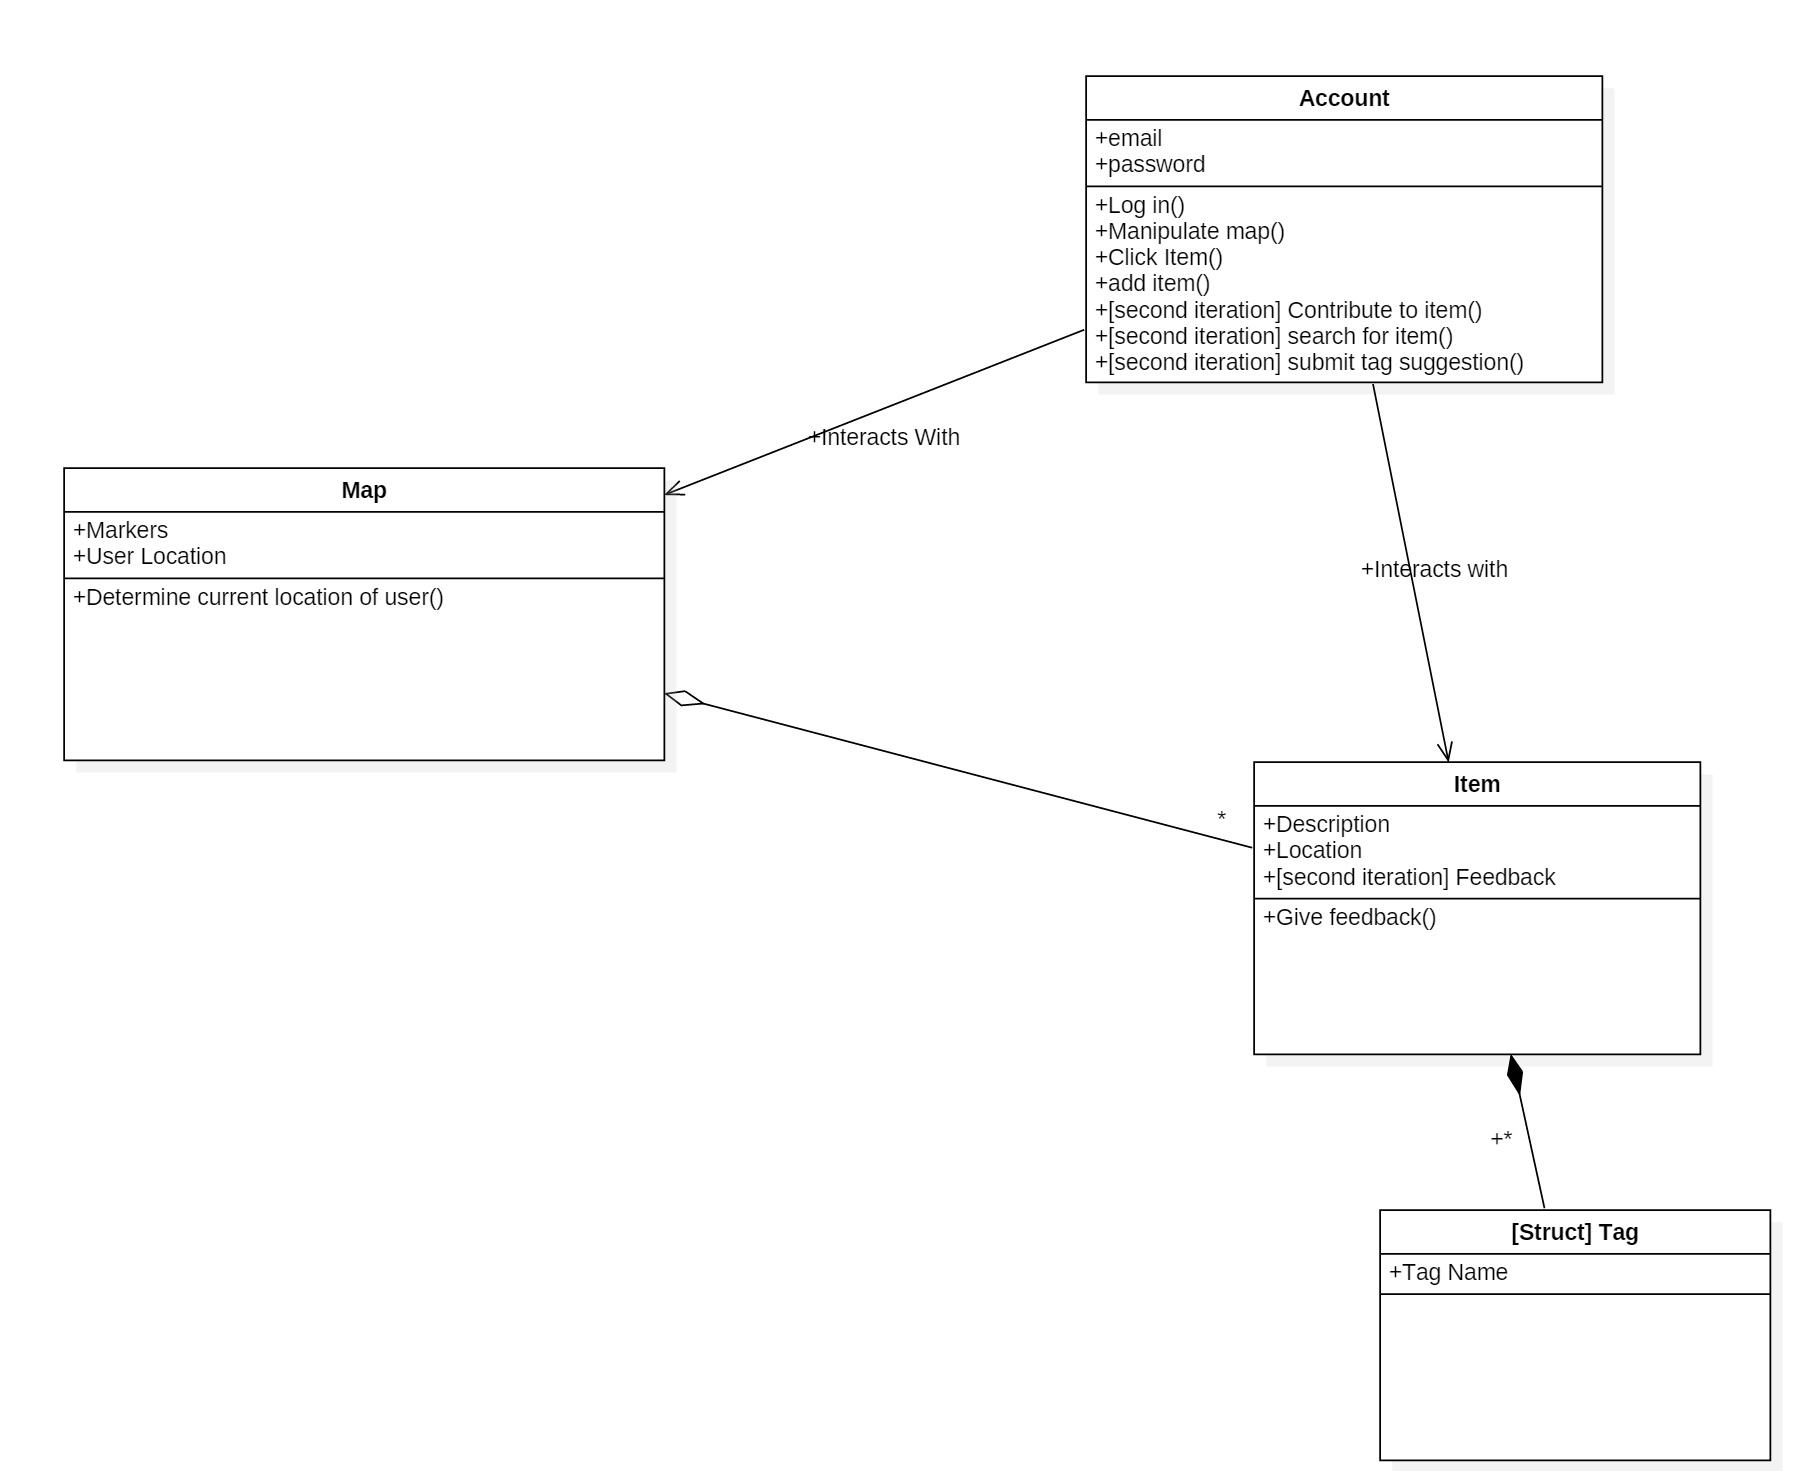 Account
+email
+password
+Log in()
+Manipulate map()
+Click Item()
+add item()
+[second iteration] Contribute to item()
+[second iteration] search for item()
+[second iteration] submit tag suggestion()
+Interacts With
Map
+Markers
+User Location
+Determine current location of user()
+Interacts with
*
Item
+Description
+Location
+[second iteration] Feedback
+Give feedback()
+*
[Struct] Tag
+Tag Name